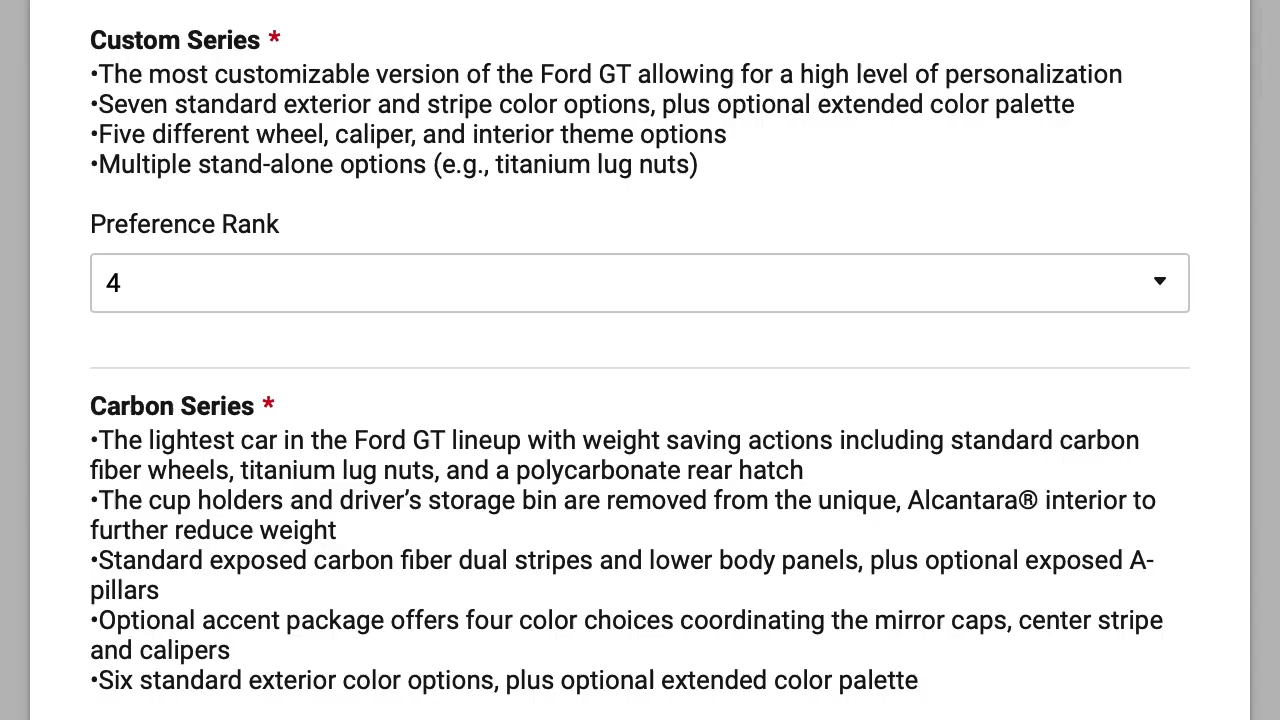 Custom Series *
•The most customizable version of the Ford GT allowing for a high level of personalization
•Seven standard exterior and stripe color options, plus optional extended color palette
•Five different wheel, caliper, and interior theme options
•Multiple stand-alone options (e.g., titanium lug nuts)
Preference Rank
4
Carbon Series *
•The lightest car in the Ford GT lineup with weight saving actions including standard carbon
fiber wheels, titanium lug nuts, and a polycarbonate rear hatch
•The cup holders and driver’s storage bin are removed from the unique, Alcantara® interior to
further reduce weight
•Standard exposed carbon fiber dual stripes and lower body panels, plus optional exposed A-
pillars
•Optional accent package offers four color choices coordinating the mirror caps, center stripe
and calipers
•Six standard exterior color options, plus optional extended color palette